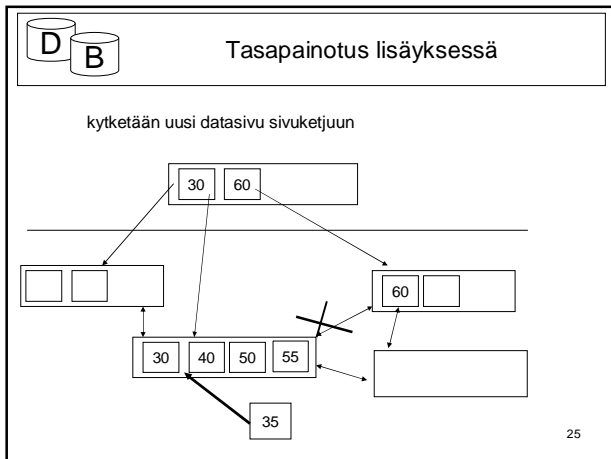 D B
Tasapainotus lisäyksessä
kytketään uusi datasivu sivuketjuun
30 60
60
30 40 50 55
35
25